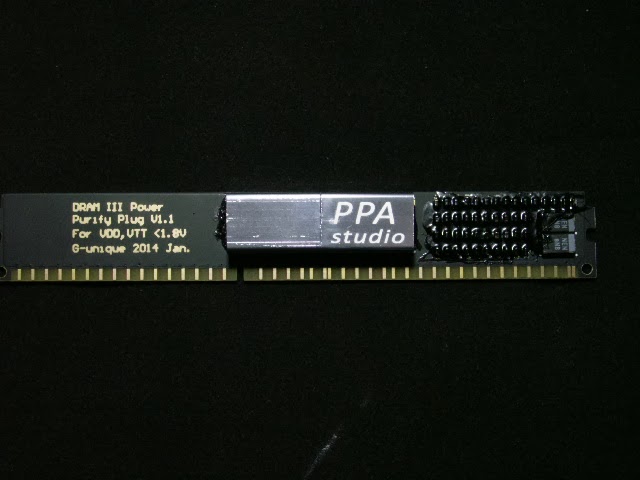 DRAM III Power
Purify Plug V1.1
For VDD,VTT <1.8V
G-unique 2014 Jan.
PPA
studio